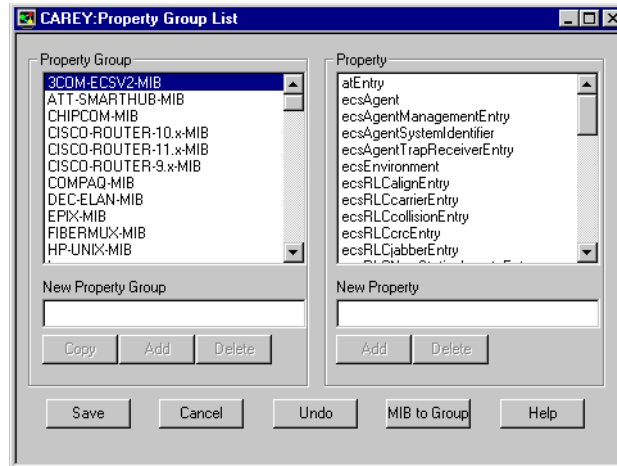 CAREY:Property Group List
Property Group
3COM-ECSV2-MIB
ATT-SMARTHUB-MIB
CHIPCOM-MIB
CISCO-ROUTER-10.x-MIB
CISCO-ROUTER-11.x-MIB
CISCO-ROUTER-9.x-MIB
COMPAQ-MIB
DEC-ELAN-MIB
EPIX-MIB
FIBERMUX-MIB
HP-UNIX-MIB
New Property Group
Copy Add Delete
Property
atEntry
ecsAgent
ecsAgentManagementEntry
ecsAgentSystemIdentifier
ecsAgentTrapReceiverEntry
ecsEnvironment
ecsRLCalignEntry
ecsRLCcarrierEntry
ecsRLCcollisionEntry
ecsRLCcrcEntry
ecsRLCjabberEntry
New Property
Add Delete
Save Cancel Undo MIB to Group Help